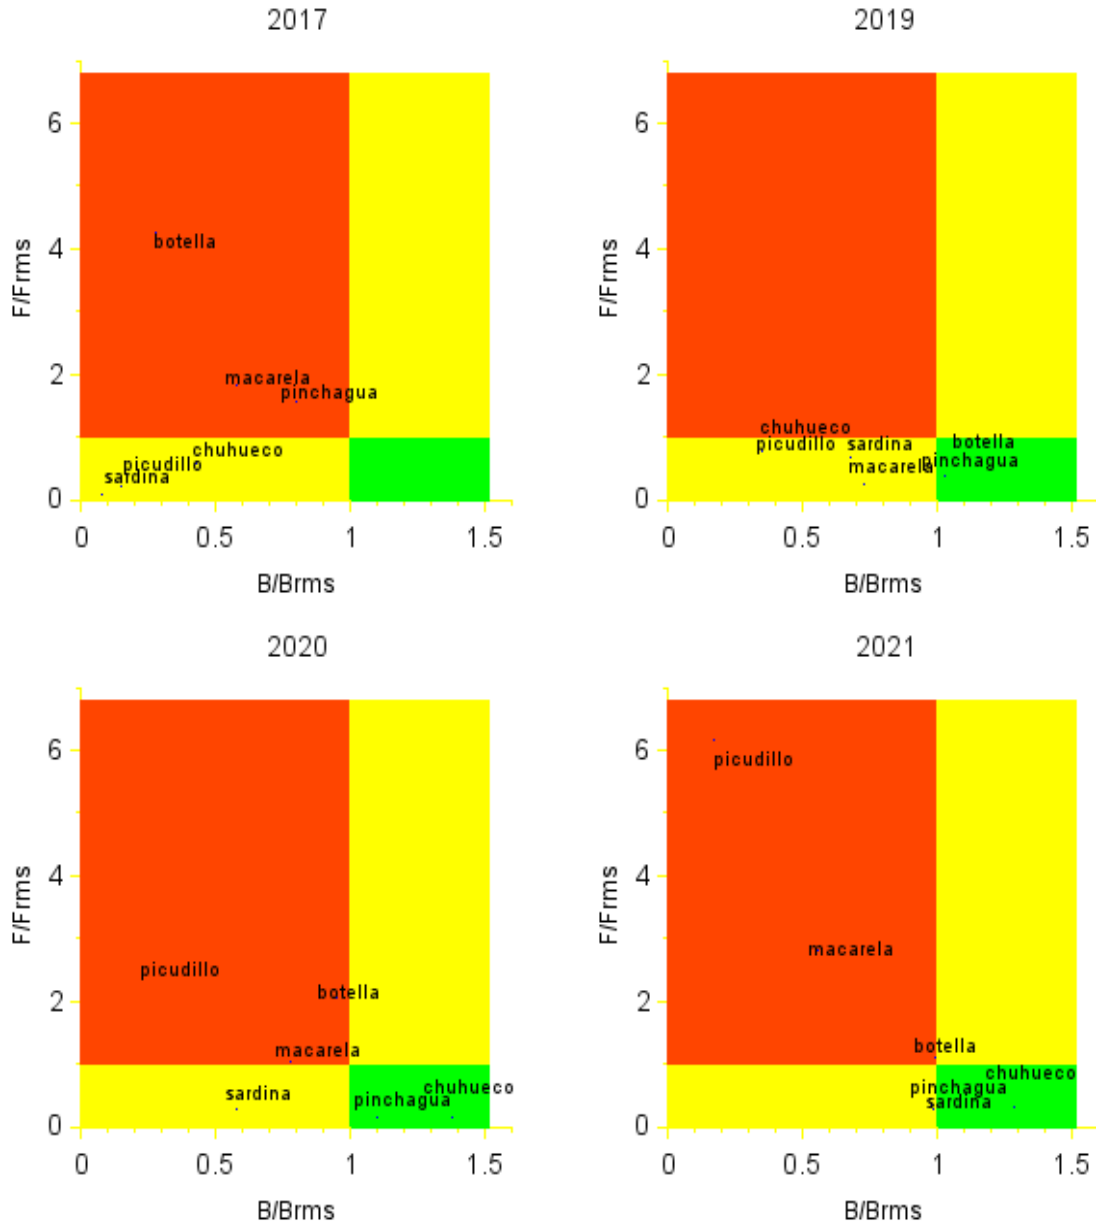 2017
6
4
2
0
F/Frms
botella
macarela
pinchagua
chuhueco
picudillo
sardina
0 0.5 1 1.5
B/Brms
2019
6
4
2
0
F/Frms
chuhueco
picudillo sardina botella
macarela pinchagua
0 0.5 1 1.5
B/Brms
2020
6
4
2
0
F/Frms
picudillo
botella
macarela
sardina
chuhueco
pinchagua
0 0.5 1 1.5
B/Brms
2021
6
4
2
0
F/Frms
picudillo
macarela
botella
chuhueco
pinchagua
sardina
0 0.5 1 1.5
B/Brms